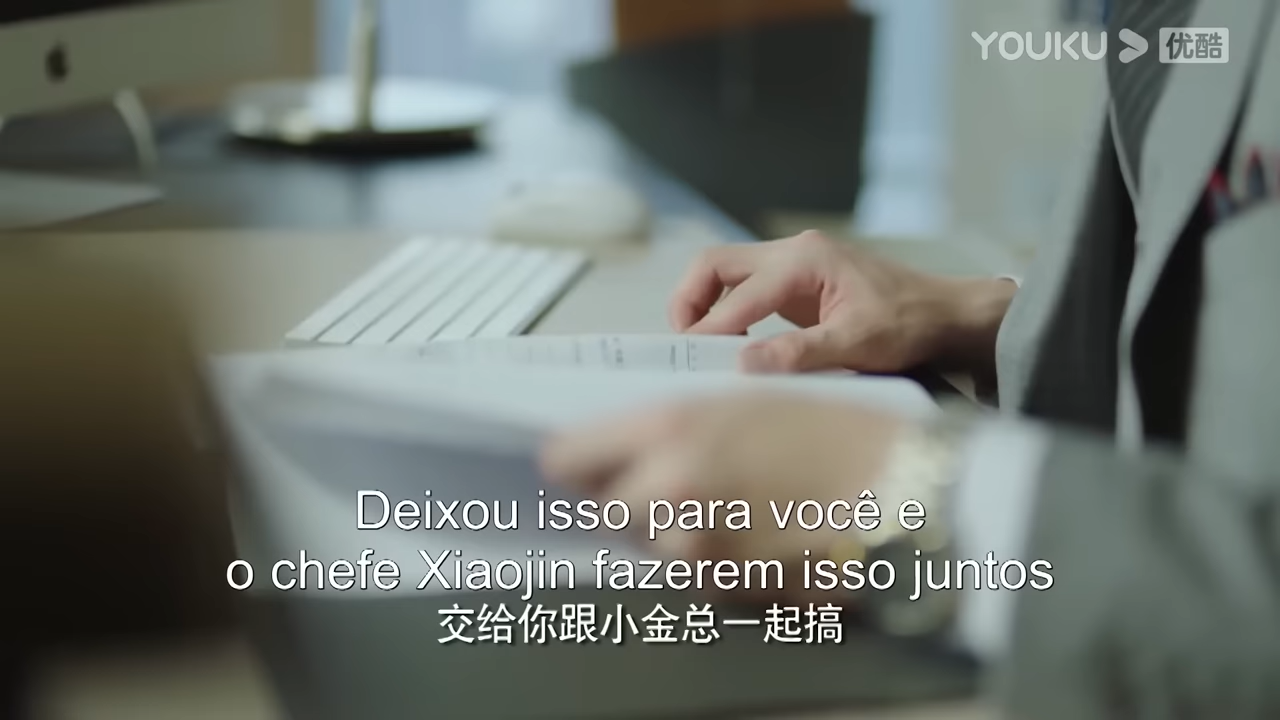 YOUKU 优酷
Deixou isso para você e
o chefe Xiaojin fazerem isso juntos
交给你跟小金总一起搞